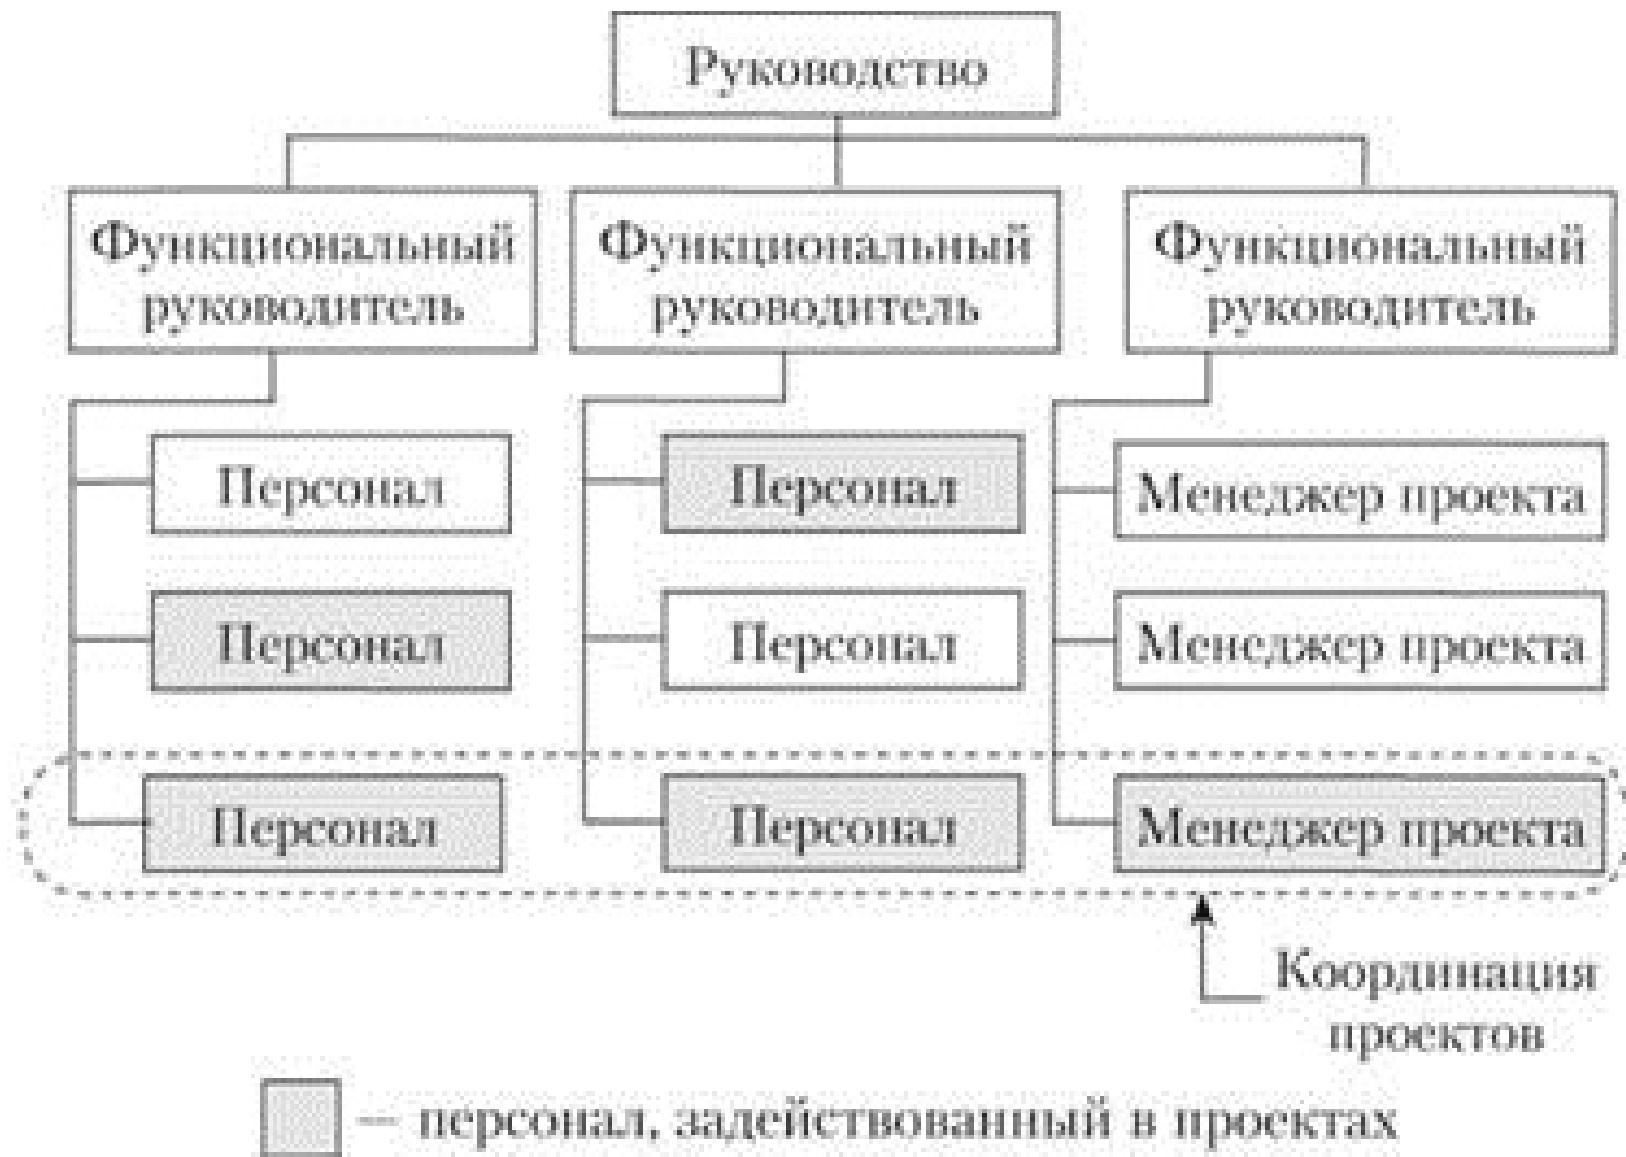 Руководство
Функциональный
руководитель
Функциональный
руководитель
Функциональный
руководитель
Персонал
Персонал
Менеджер проекта
Персонал
Персонал
Менеджер проекта
Персонал
Персонал
Менеджер проекта
Координация
проектов
— персонал, задействованный в проектах